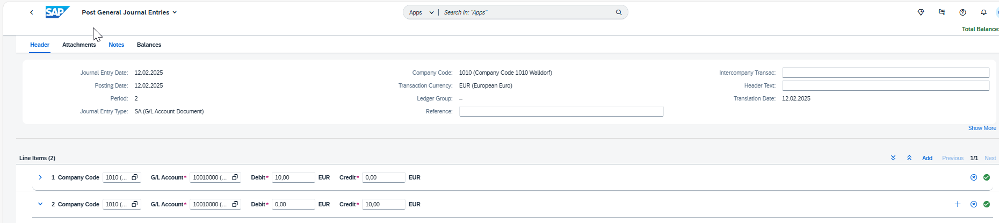 SAP Post General Journal Entries Apps Search In: "Apps"
Total Balance:
Header Attachments Notes Balances
Journal Entry Date: 12.02.2025 Company Code: 1010 (Company Code 1010 Walldorf) Intercompany Transac:
Posting Date: 12.02.2025 Transaction Currency: EUR (European Euro) Header Text:
Period: 2 Ledger Group: – Translation Date: 12.02.2025
Journal Entry Type: SA (G/L Account Document) Reference:
Show More
Line Items (2) Add Previous 1/1 Next
1 Company Code 1010 (... G/L Account* 10010000 (... Debit* 10,00 EUR Credit* 0,00 EUR
2 Company Code 1010 (... G/L Account* 10010000 (... Debit* 0,00 EUR Credit* 10,00 EUR